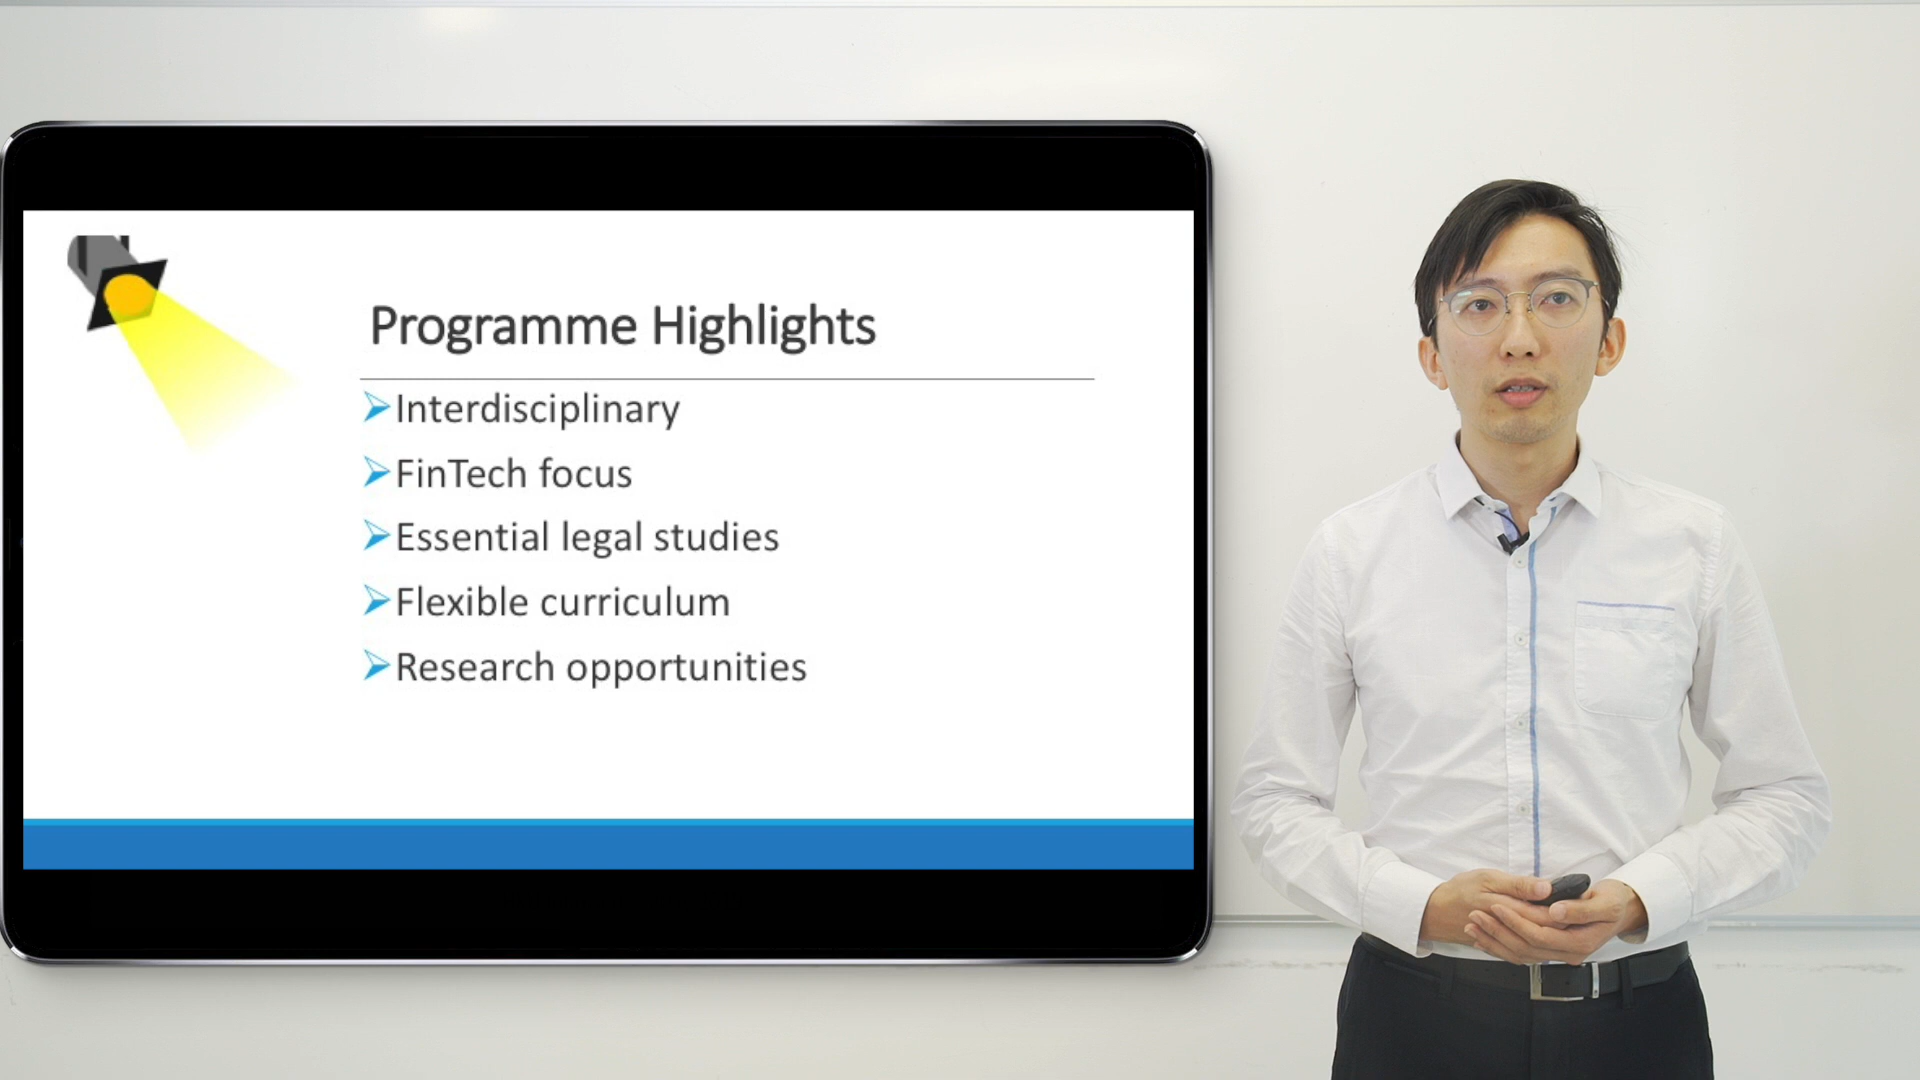 Programme Highlights
Interdisciplinary
FinTech focus
Essential legal studies
Flexible curriculum
Research opportunities